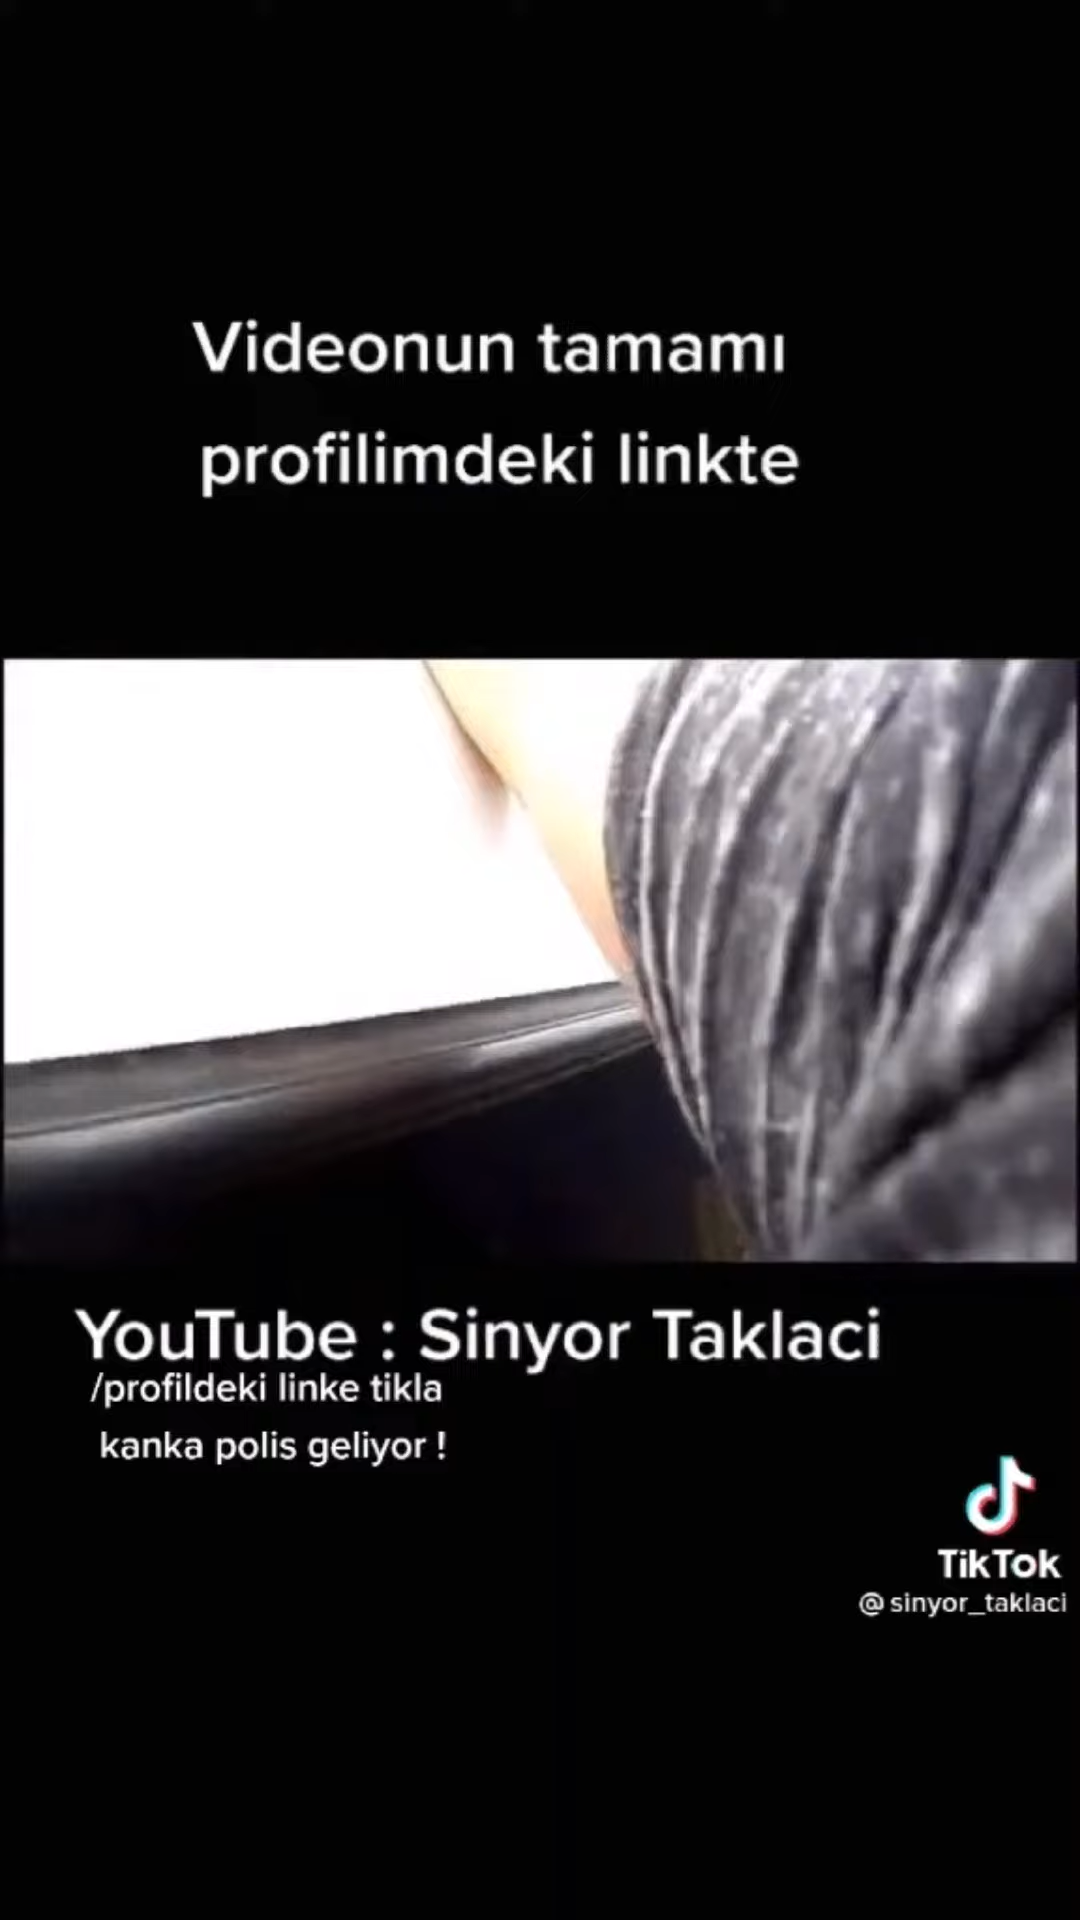 Videonun tamamı
profilimdeki linkte
YouTube : Sinyor Taklaci
/profildeki linke tikla
kanka polis geliyor !
TikTok
@sinyor_taklaci